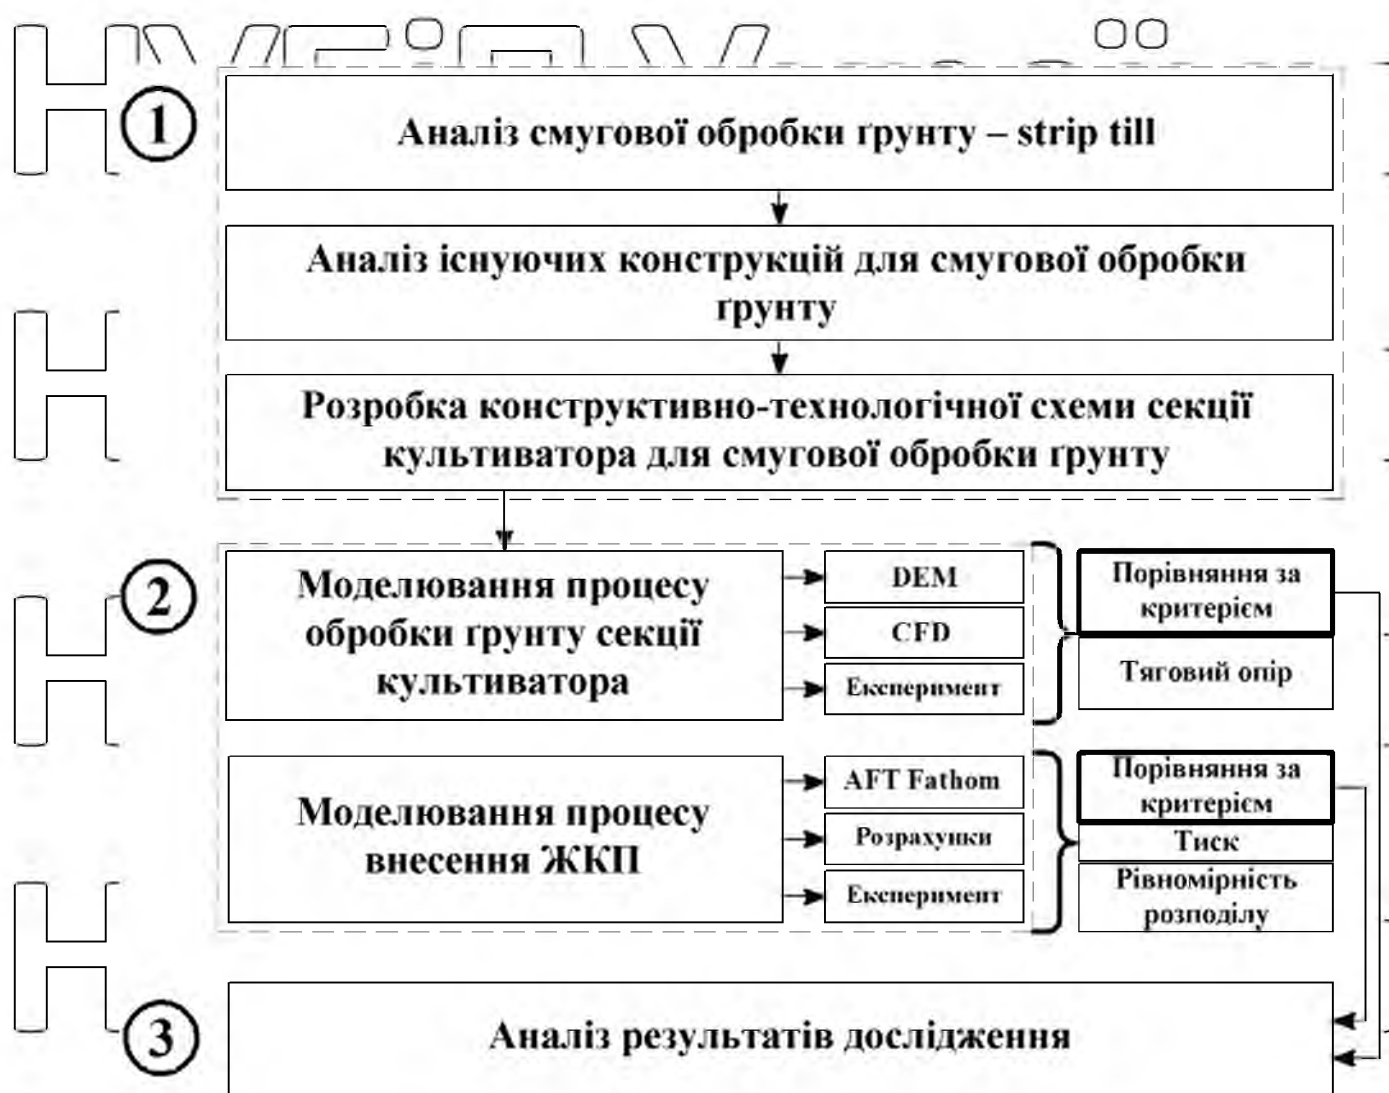 1
Аналіз смугової обробки ґрунту – strip till
Аналіз існуючих конструкцій для смугової обробки
ґрунту
Розробка конструктивно-технологічної схеми секції
культиватора для смугової обробки ґрунту
2
Моделювання процесу
обробки ґрунту секції
культиватора
DEM
CFD
Експеримент
Порівняння за
критерієм
Тяговий опір
Моделювання процесу
внесення ЖКП
AFT Fathom
Розрахунки
Експеримент
Порівняння за
критерієм
Тиск
Рівномірність
розподілу
3
Аналіз результатів дослідження